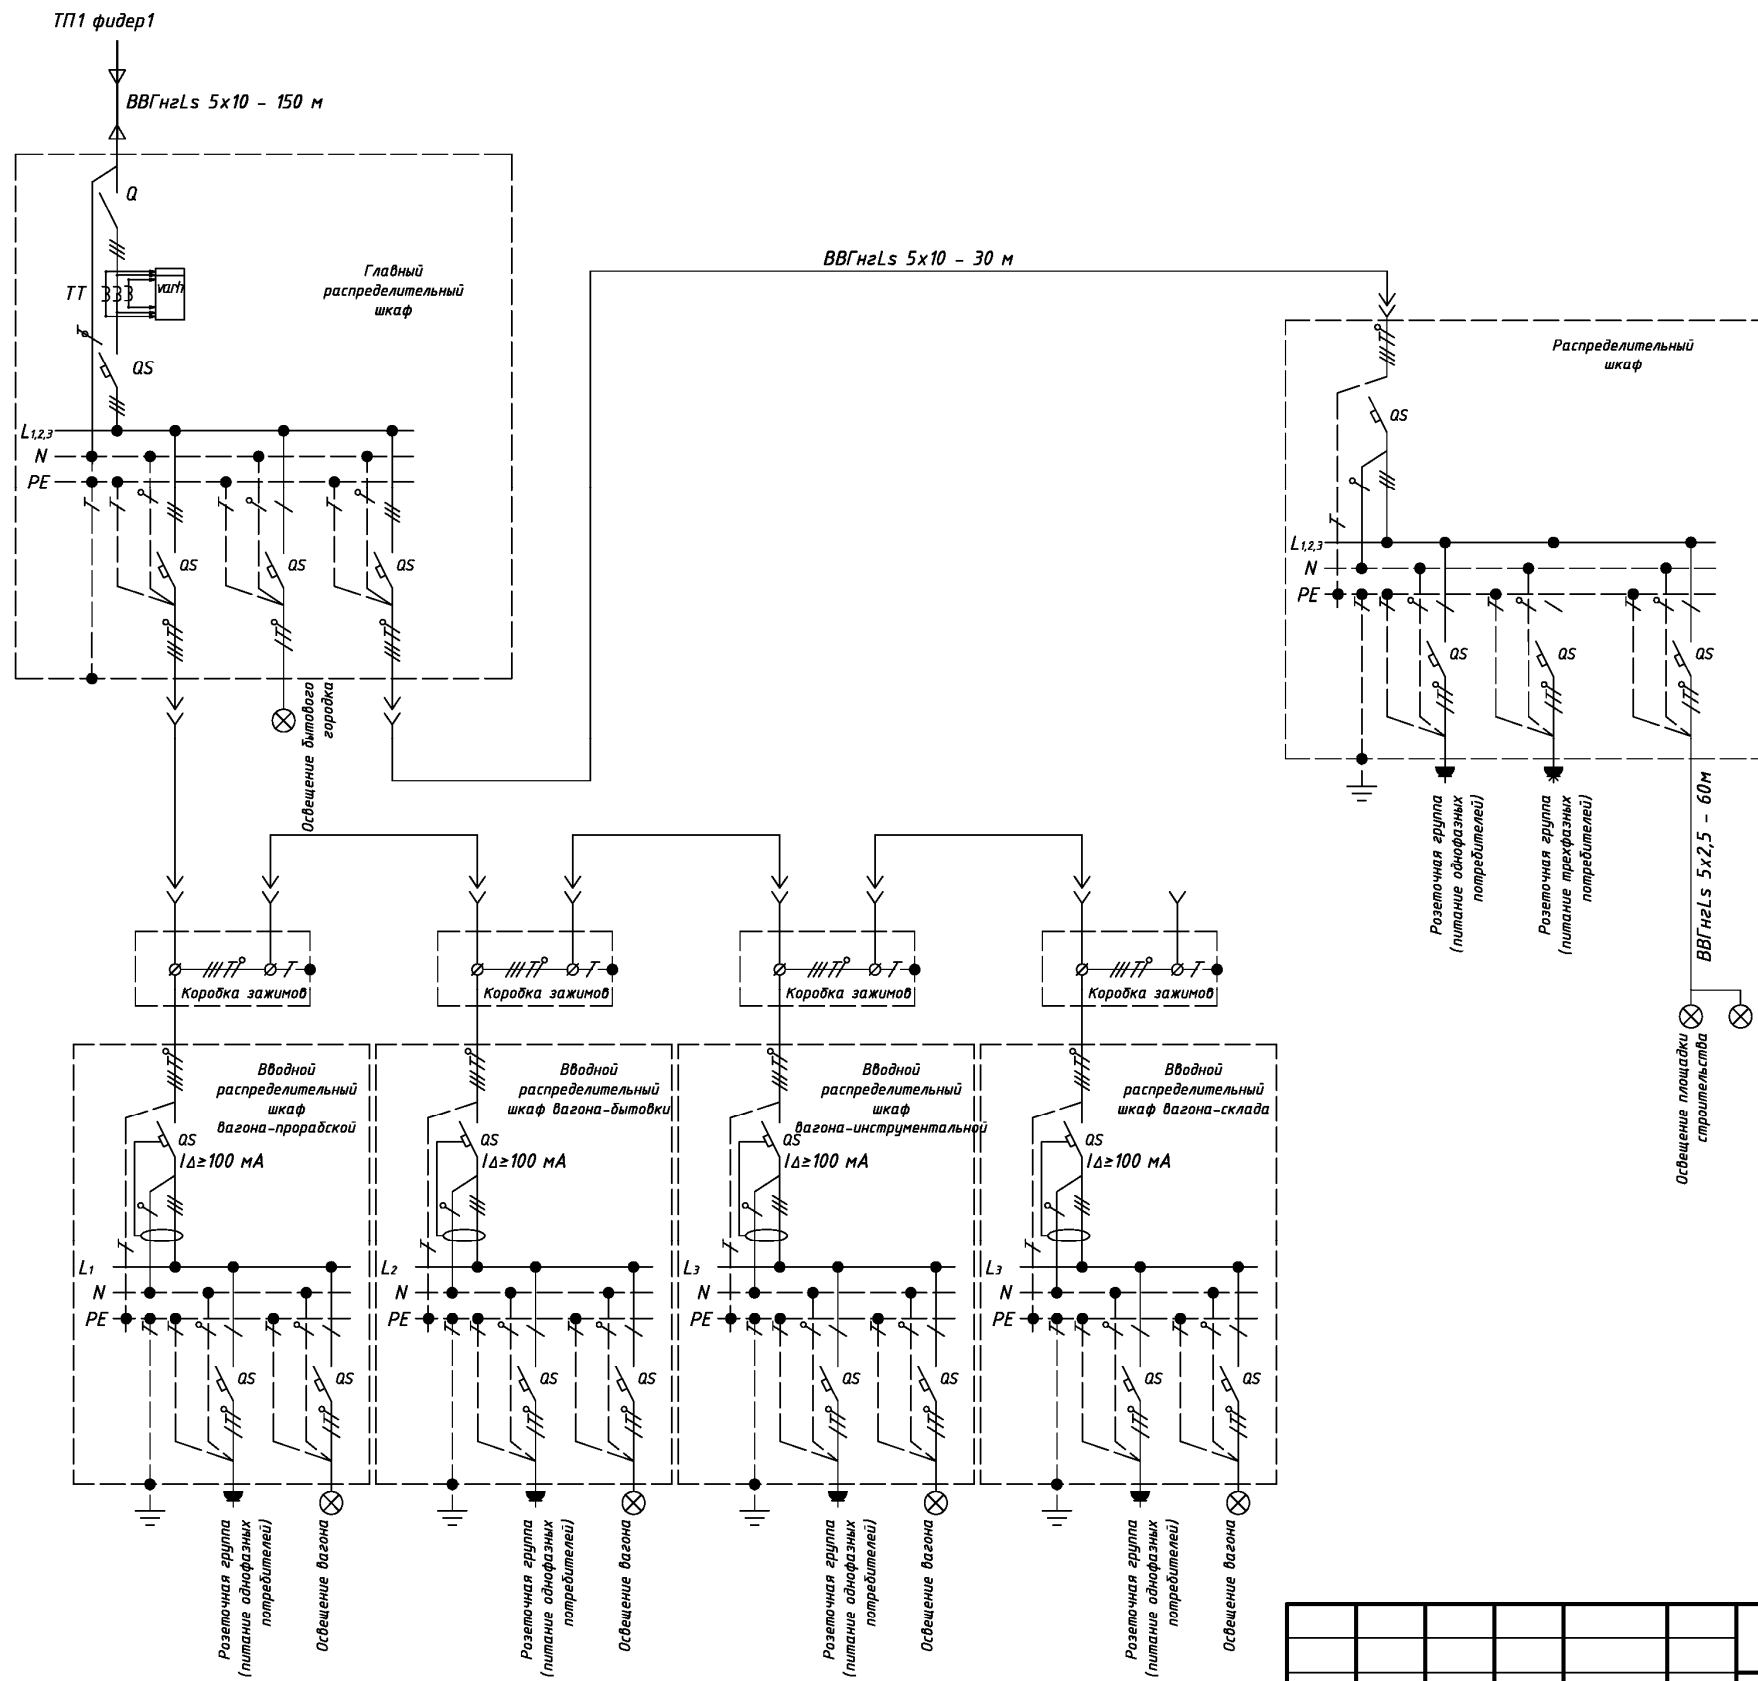 ТП1 фидер1
ВВГнгLs 5х10 - 150 м
Q
ТТ
varh
Главный
распределительный
шкаф
QS
L1,2,3
N
PE
QS
QS
QS
Освещение бытового
городка
ВВГнгLs 5х10 - 30 м
Распределительный
шкаф
QS
L1,2,3
N
PE
QS
QS
QS
Розеточная группа
(питание однофазных
потребителей)
Розеточная группа
(питание трехфазных
потребителей)
ВВГнгLs 5х2,5 - 60м
Освещение площадки
строительства
Коробка зажимов
Коробка зажимов
Коробка зажимов
Коробка зажимов
Вводной
распределительный
шкаф
вагона-прорабской
QS
IΔ≥100 мА
L1
N
PE
QS
QS
Розеточная группа
(питание однофазных
потребителей)
Освещение вагона
Вводной
распределительный
шкаф вагона-бытовки
QS
IΔ≥100 мА
L2
N
PE
QS
QS
Розеточная группа
(питание однофазных
потребителей)
Освещение вагона
Вводной
распределительный
шкаф
вагона-инструментальной
QS
IΔ≥100 мА
L3
N
PE
QS
QS
Розеточная группа
(питание однофазных
потребителей)
Освещение вагона
Вводной
распределительный
шкаф вагона-склада
QS
IΔ≥100 мА
L3
N
PE
QS
QS
Розеточная группа
(питание однофазных
потребителей)
Освещение вагона